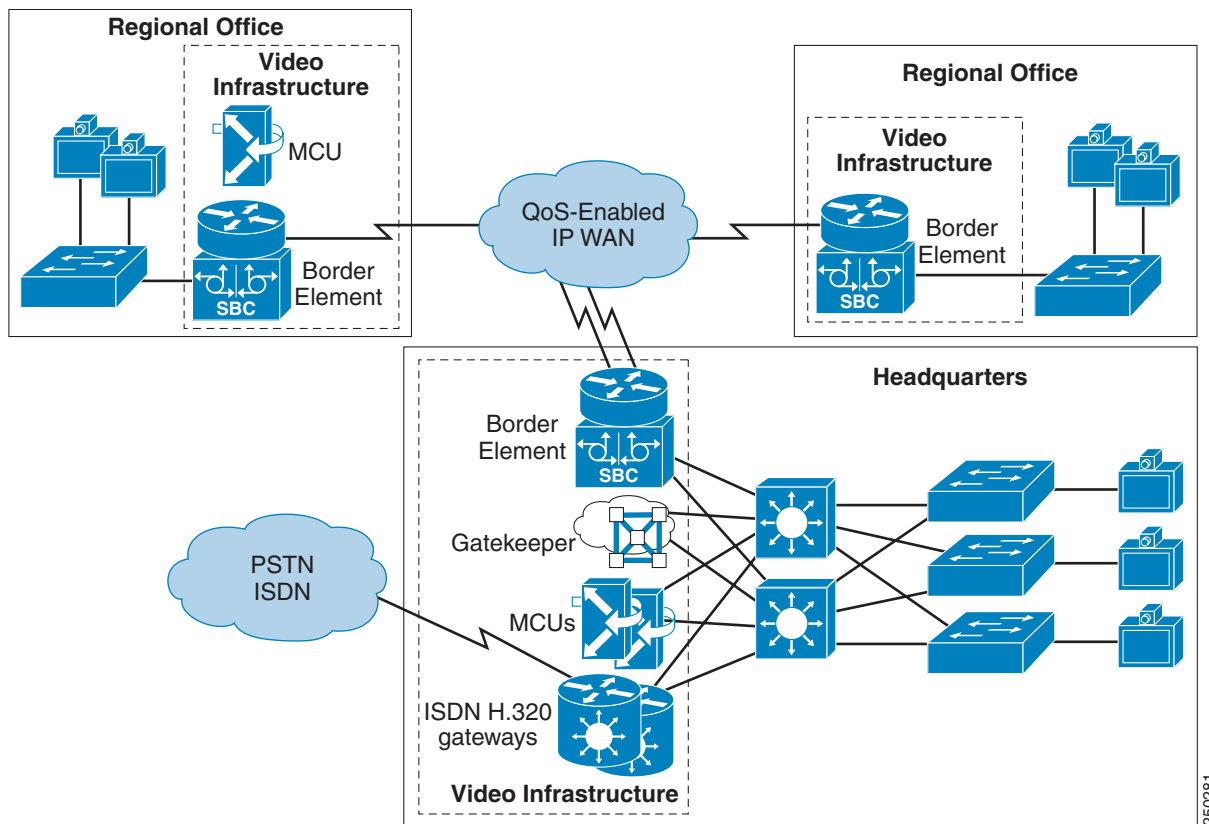 Regional Office
Video
Infrastructure
MCU
Border
Element
SBC
QoS-Enabled
IP WAN
Regional Office
Video
Infrastructure
Border
Element
SBC
Headquarters
Border
Element
SBC
Gatekeeper
MCUs
PSTN
ISDN
ISDN H.320
gateways
Video Infrastructure
250281